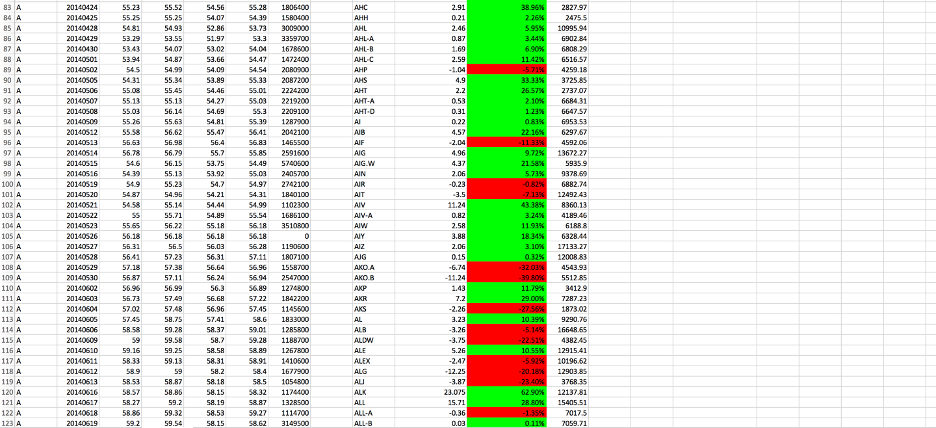 83 A 20140424 55.23 55.52 54.56 55.28 1806400 AHC 2.91 38.96% 2827.97
84 A 20140425 55.25 55.25 54.07 54.39 1580400 AHH 0.21 2.26% 2475.5
85 A 20140428 54.81 54.93 52.86 53.73 3009000 AHL 2.46 5.95% 10995.94
86 A 20140429 53.29 53.55 51.97 53.3 3359700 AHL-A 0.87 3.44% 6902.84
87 A 20140430 53.43 54.07 53.02 54.04 1678600 AHL-B 1.69 6.90% 6808.29
88 A 20140501 53.94 54.87 53.66 54.47 1472400 AHL-C 2.59 11.42% 6516.57
89 A 20140502 54.5 54.99 54.09 54.54 2080900 AHP -1.04 -5.71% 4259.18
90 A 20140505 54.31 55.34 53.89 55.33 2087200 AHS 4.9 33.33% 3725.85
91 A 20140506 55.08 55.45 54.46 55.01 2224200 AHT 2.2 26.57% 2737.07
92 A 20140507 55.13 55.13 54.27 55.03 2219200 AHT-A 0.53 2.10% 6684.31
93 A 20140508 55.03 56.14 54.69 55.3 2209100 AHT-D 0.31 1.23% 6647.57
94 A 20140509 55.26 55.63 54.81 55.39 1287900 AI 0.22 0.83% 6953.53
95 A 20140512 55.58 56.62 55.47 56.41 2042100 AIB 4.57 22.16% 6297.67
96 A 20140513 56.63 56.98 56.4 56.83 1465500 AIF -2.04 -11.33% 4592.06
97 A 20140514 56.78 56.79 55.7 55.85 2591600 AIG 4.96 9.72% 13672.27
98 A 20140515 54.6 56.15 53.75 54.49 5740600 AIG.W 4.37 21.58% 5935.9
99 A 20140516 54.39 55.13 53.92 55.03 2405700 AIN 2.06 5.73% 9378.69
100 A 20140519 54.9 55.23 54.7 54.97 2742100 AIR -0.23 -0.82% 6882.74
101 A 20140520 54.87 54.96 54.21 54.31 1840100 AIT -3.5 -7.13% 12492.43
102 A 20140521 54.58 55.14 54.44 54.99 1102300 AIV 11.24 43.38% 8360.13
103 A 20140522 55 55.71 54.89 55.54 1686100 AIV-A 0.82 3.24% 4189.46
104 A 20140523 55.65 56.22 55.18 56.18 3510800 AIW 2.58 11.93% 6188.8
105 A 20140526 56.18 56.18 56.18 56.18 0 AIY 3.88 18.34% 6328.44
106 A 20140527 56.31 56.5 56.03 56.28 1190600 AIZ 2.06 3.10% 17133.27
107 A 20140528 56.41 57.23 56.31 57.11 1807100 AJG 0.15 0.32% 12008.83
108 A 20140529 57.18 57.38 56.64 56.96 1558700 AKO.A -6.74 -32.03% 4543.93
109 A 20140530 56.87 57.11 56.24 56.94 2547000 AKO.B -11.24 -39.80% 5512.85
110 A 20140602 56.96 56.99 56.3 56.89 1274800 AKP 1.43 11.79% 3412.9
111 A 20140603 56.73 57.49 56.68 57.22 1842200 AKR 7.2 29.00% 7287.23
112 A 20140604 57.02 57.48 56.96 57.45 1145600 AKS -2.26 -27.56% 1873.02
113 A 20140605 57.45 58.75 57.41 58.6 1833000 AL 3.23 10.39% 9290.76
114 A 20140606 58.58 59.28 58.37 59.01 1285800 ALB -3.26 -5.14% 16648.65
115 A 20140609 59 59.58 58.7 59.28 1188700 ALDW -3.75 -22.51% 4382.45
116 A 20140610 59.16 59.25 58.58 58.89 1267800 ALE 5.26 10.55% 12915.41
117 A 20140611 58.33 59.13 58.31 58.91 1410600 ALEX -2.47 -5.92% 10196.62
118 A 20140612 58.9 59 58.2 58.4 1677900 ALG -12.25 -20.18% 12903.85
119 A 20140613 58.53 58.87 58.18 58.5 1054800 ALJ -3.87 -23.40% 3768.35
120 A 20140616 58.57 58.86 58.15 58.32 1174400 ALK 23.075 62.90% 12137.81
121 A 20140617 58.27 59.2 58.19 58.87 1328500 ALL 15.71 28.80% 15405.51
122 A 20140618 58.86 59.32 58.53 59.27 1114700 ALL-A -0.36 -1.35% 7017.5
123 A 20140619 59.2 59.54 58.15 58.62 3149500 ALL-B 0.03 0.11% 7059.71